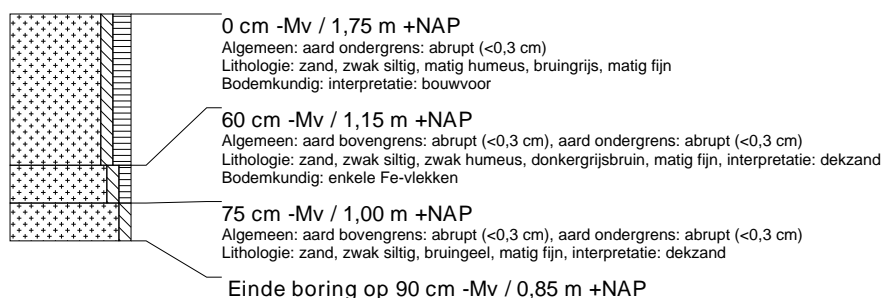 0 cm -Mv / 1,75 m +NAP
Algemeen: aard ondergrens: abrupt (<0,3 cm)
Lithologie: zand, zwak siltig, matig humeus, bruingrijs, matig fijn
Bodemkundig: interpretatie: bouwvoor
60 cm -Mv / 1,15 m +NAP
Algemeen: aard bovengrens: abrupt (<0,3 cm), aard ondergrens: abrupt (<0,3 cm)
Lithologie: zand, zwak siltig, zwak humeus, donkergrijsbruin, matig fijn, interpretatie: dekzand
Bodemkundig: enkele Fe-vlekken
75 cm -Mv / 1,00 m +NAP
Algemeen: aard bovengrens: abrupt (<0,3 cm), aard ondergrens: abrupt (<0,3 cm)
Lithologie: zand, zwak siltig, bruingeel, matig fijn, interpretatie: dekzand
Einde boring op 90 cm -Mv / 0,85 m +NAP